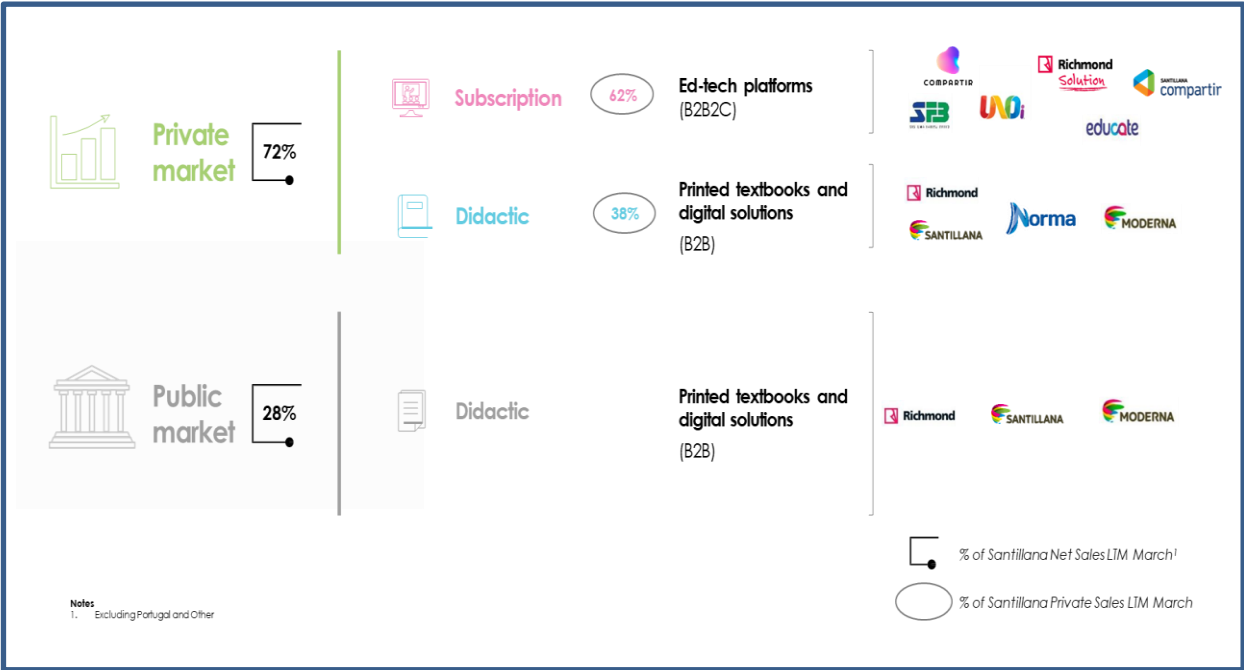 Private
market
72%
Subscription
62%
Ed-tech platforms
(B2B2C)
COMPARTIR
Richmond
Solution
SANTILLANA
compartir
SFB
UNOi
educate
Didactic
38%
Printed textbooks and
digital solutions
(B2B)
Richmond
SANTILLANA
Norma
MODERNA
Public
market
28%
Didactic
Printed textbooks and
digital solutions
(B2B)
Richmond
SANTILLANA
MODERNA
% of Santillana Net Sales LTM March¹
% of Santillana Private Sales LTM March
Notes
1. Excluding Portugal and Other